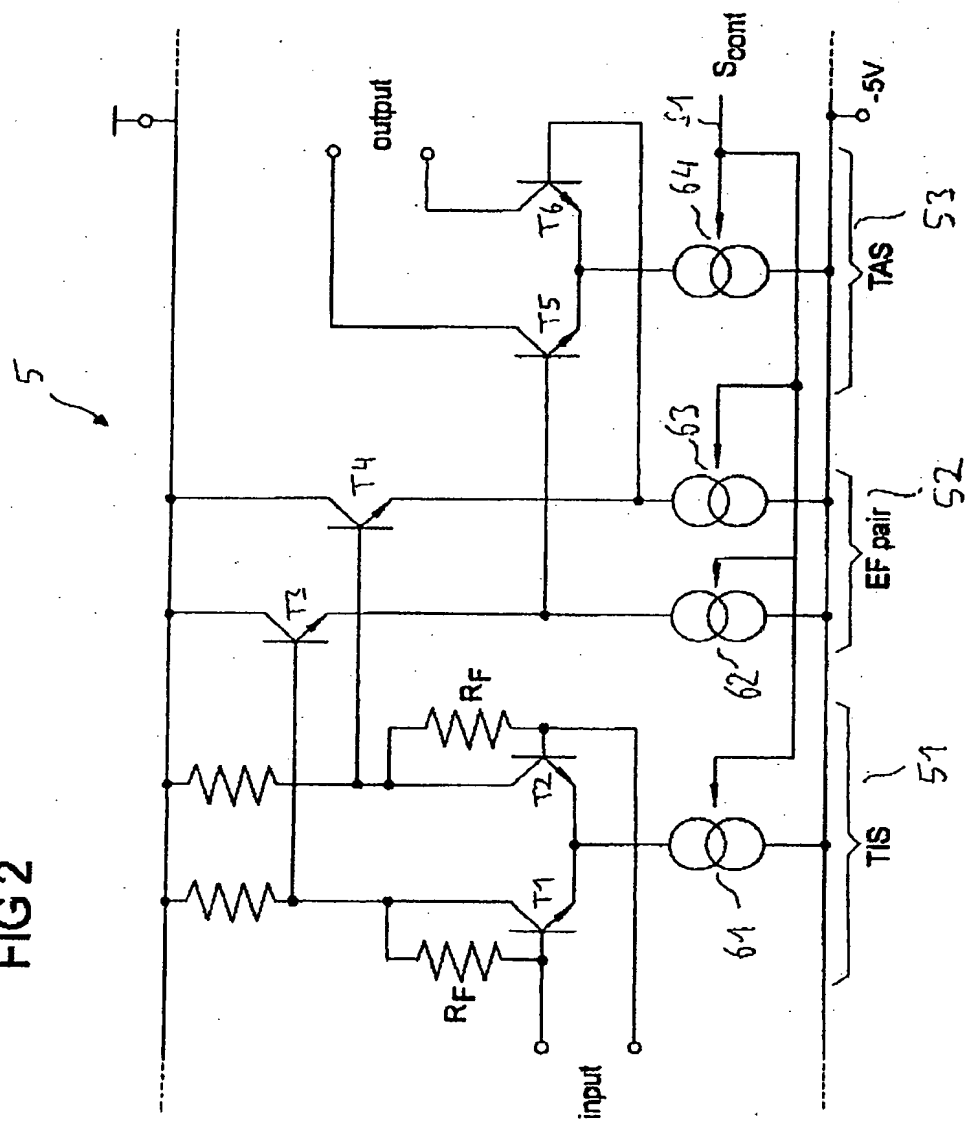 FIG 2
5
T3
T4
RF
RF
T1
T2
T5
T6
output
input
61
62
63
64
S1
Scont
-5V
TIS
EF pair
TAS
51
52
53